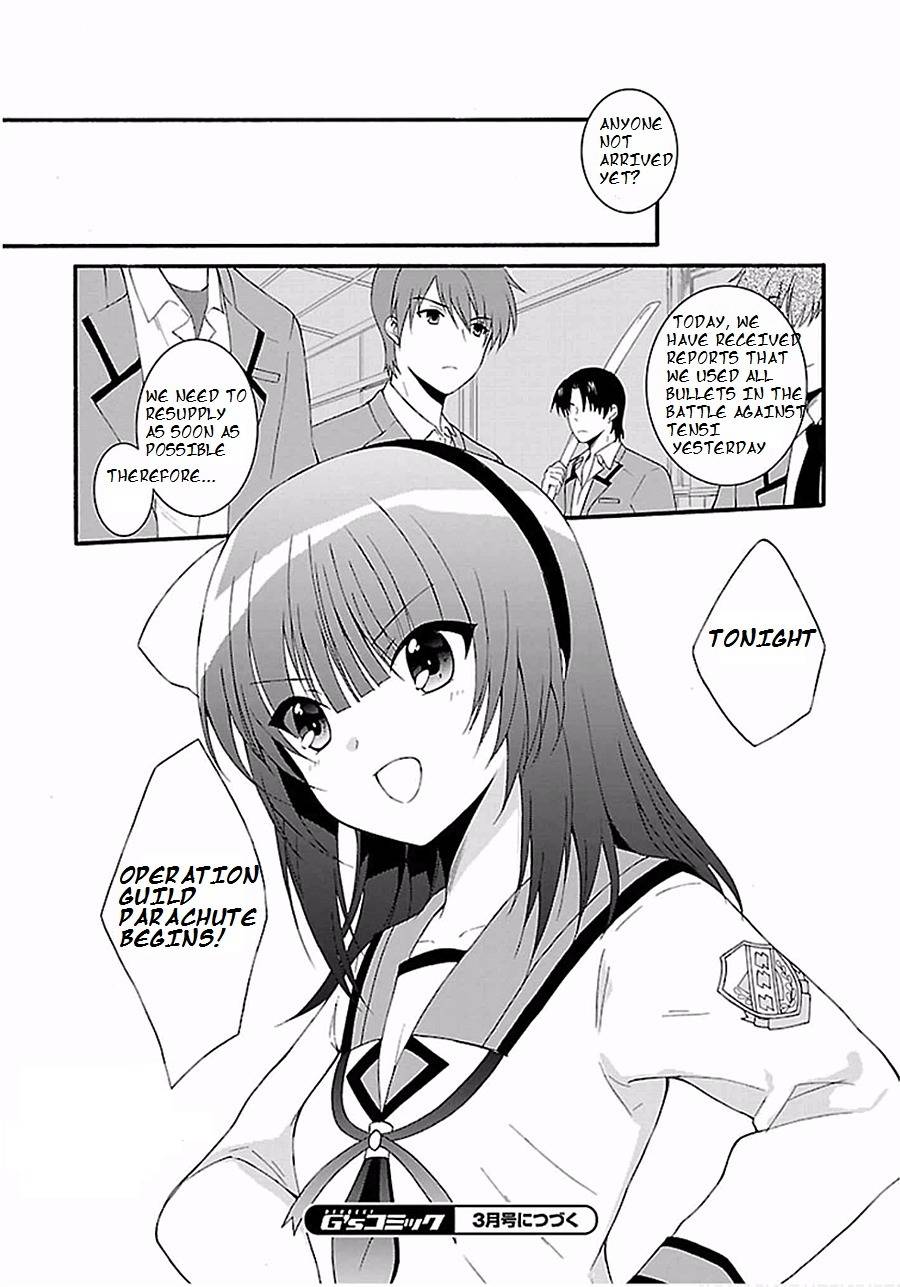 ANYONE
NOT
ARRIVED
YET?
TODAY, WE
HAVE RECEIVED
REPORTS THAT
WE USED ALL
BULLETS IN THE
BATTLE AGAINST
TENSI
YESTERDAY
WE NEED TO
RESUPPLY
AS SOON AS
POSSIBLE
THEREFORE...
TONIGHT
OPERATION
GUILD
PARACHUTE
BEGINS!
G'sコミック 3月号につづく